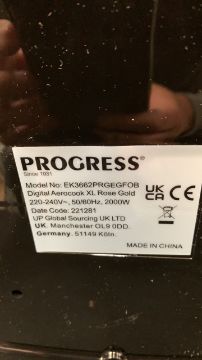 PROGRESS®
Since 1931
Model No: EK3662PRGEGFOB
Digital Aerocook XL Rose Gold
220-240V~, 50/60Hz, 2000W
Date Code: 221281
UP Global Sourcing UK LTD
UK. Manchester OL9 0DD.
Germany. 51149 Köln.
UK
CA
CE
MADE IN CHINA